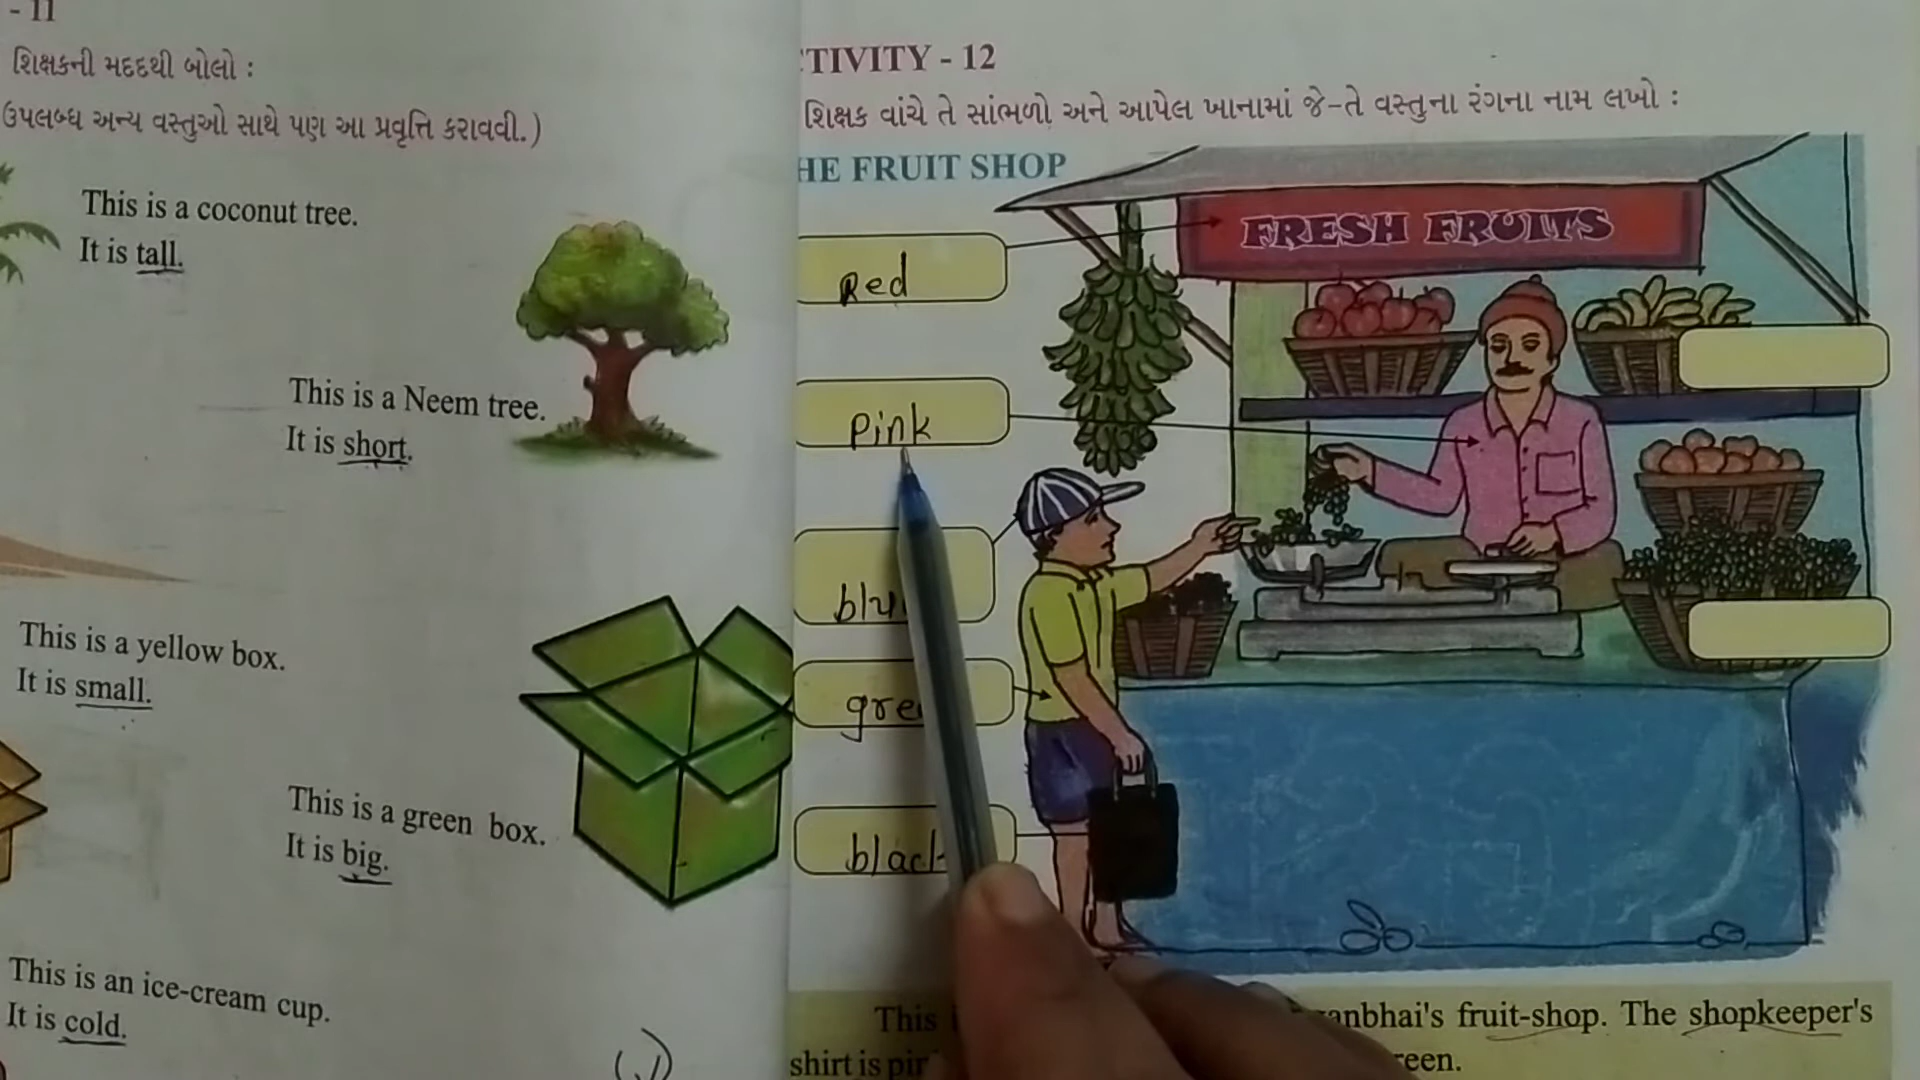 - 11
શિક્ષકની મદદથી બોલો :
ઉપલબ્ધ અન્ય વસ્તુઓ સાથે પણ આ પ્રવૃત્તિ કરાવવી.)
This is a coconut tree.
It is tall.
This is a Neem tree.
It is short.
This is a yellow box.
It is small.
This is a green box.
It is big.
This is an ice-cream cup.
It is cold.
TIVITY - 12
શિક્ષક વાંચે તે સાંભળો અને આપેલ ખાનામાં જે-તે વસ્તુના રંગના નામ લખો :
HE FRUIT SHOP
FRESH FRUITS
Red
pink
blu
gre
black
This anbhai's fruit-shop. The shopkeeper's
shirt is pin reen.